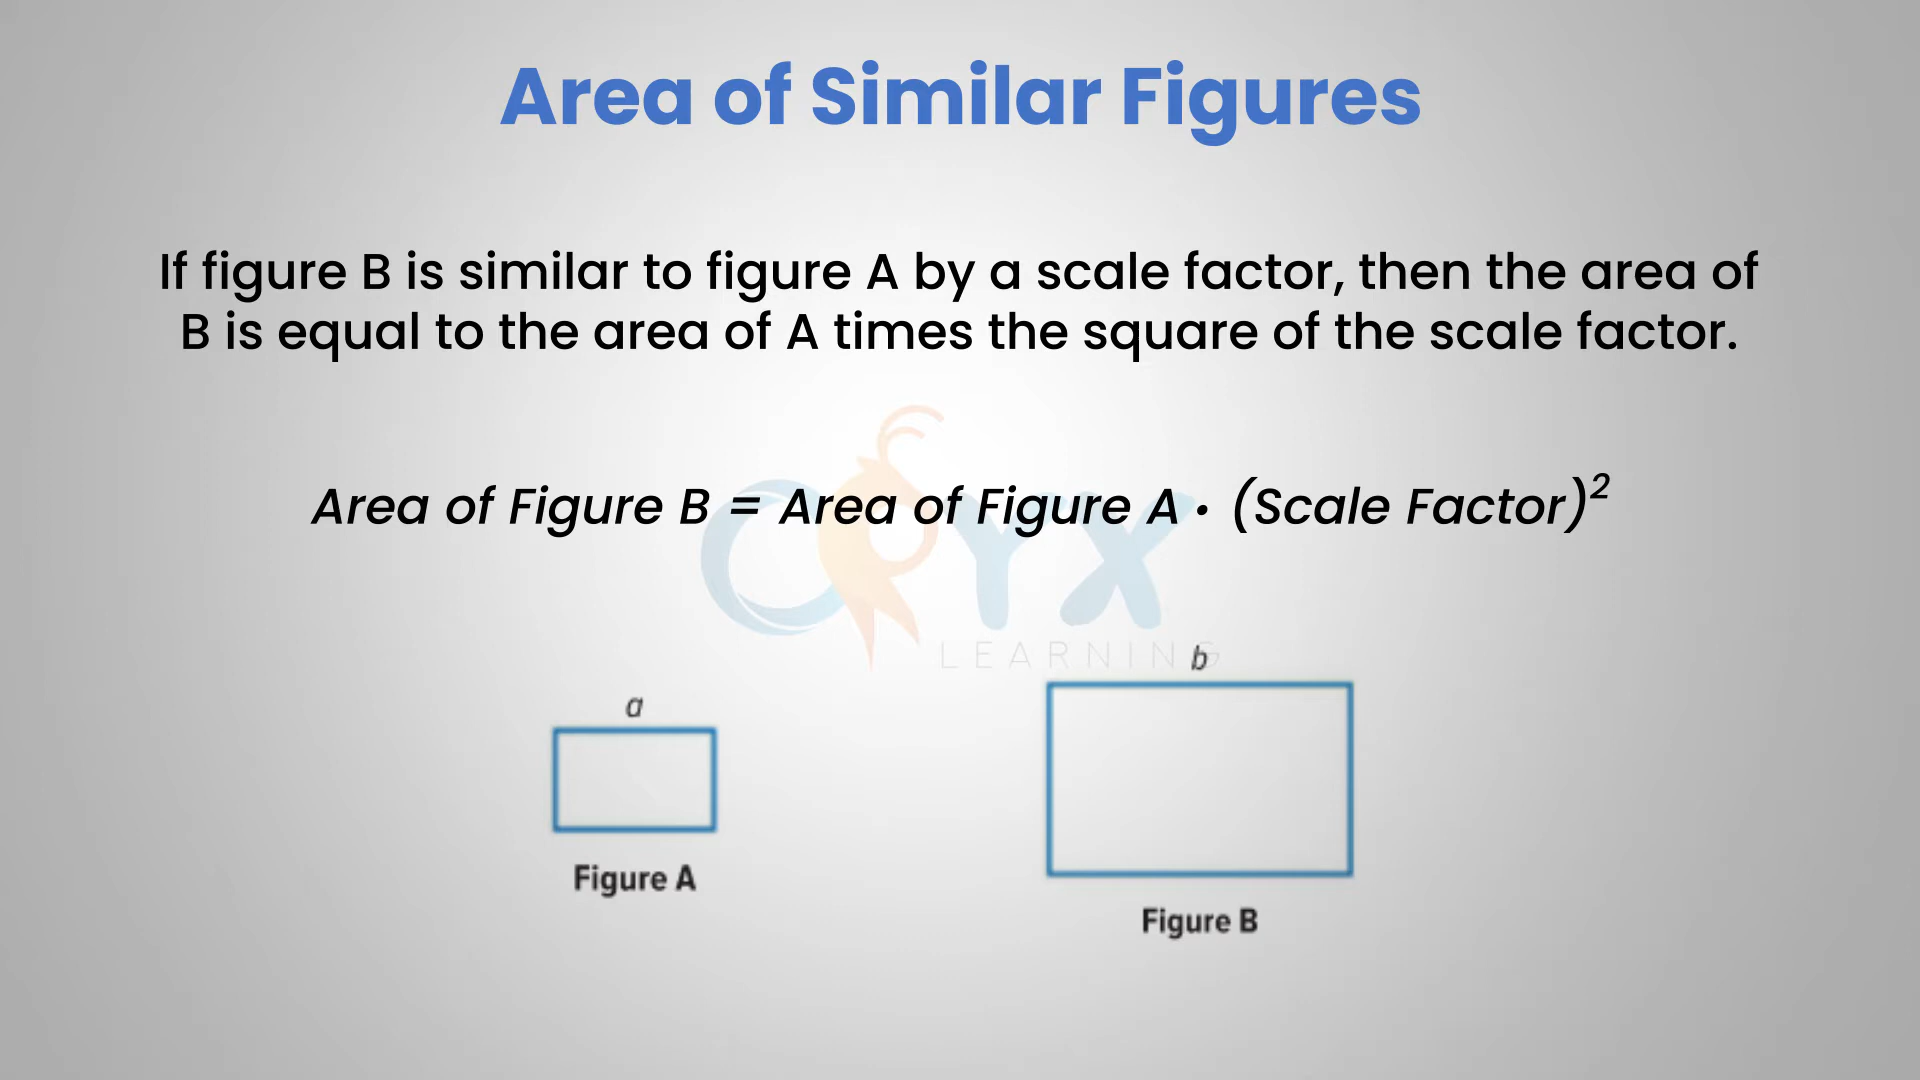 Area of Similar Figures
If figure B is similar to figure A by a scale factor, then the area of
B is equal to the area of A times the square of the scale factor.
Area of Figure B = Area of Figure A · (Scale Factor)²
ORYX
LEARNING
b
a
Figure A
Figure B